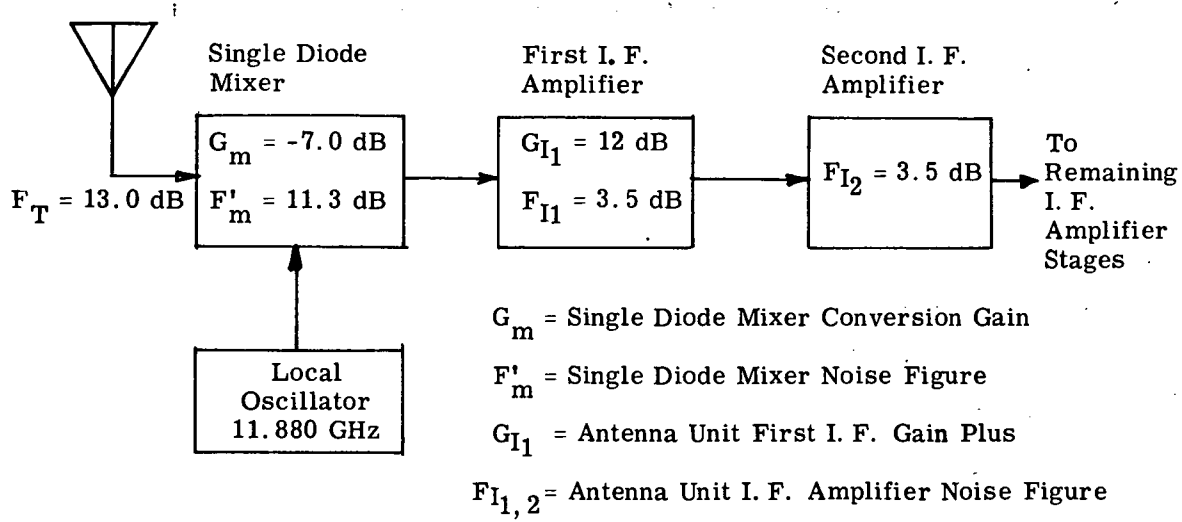 Single Diode
Mixer
First I. F.
Amplifier
Second I. F.
Amplifier
F_T = 13.0 dB
G_m = -7.0 dB
F'_m = 11.3 dB
G_I1 = 12 dB
F_I1 = 3.5 dB
F_I2 = 3.5 dB
To
Remaining
I. F.
Amplifier
Stages
Local
Oscillator
11.880 GHz
G_m = Single Diode Mixer Conversion Gain
F'_m = Single Diode Mixer Noise Figure
G_I1 = Antenna Unit First I. F. Gain Plus
F_I1, 2 = Antenna Unit I. F. Amplifier Noise Figure